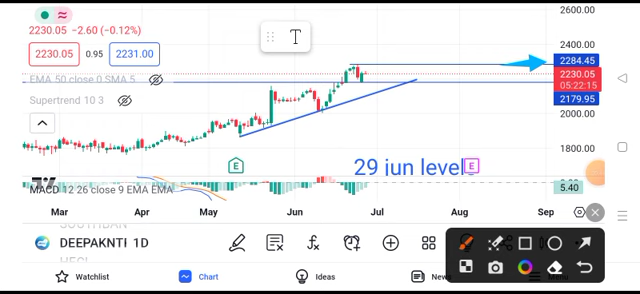 2600.00
2230.05 −2.60 (−0.12%)
T
2400.00
2230.05 0.95 2231.00
2284.45
2230.05
05:22:15
EMA 50 close 0 SMA 5
2179.95
Supertrend 10 3
2000.00
1800.00
E
29 jun level
E
MACD 12 26 close 9 EMA EMA
5.40
Mar Apr May Jun Jul Aug Sep
DEEPAKNTI 1D
Watchlist Chart Ideas News